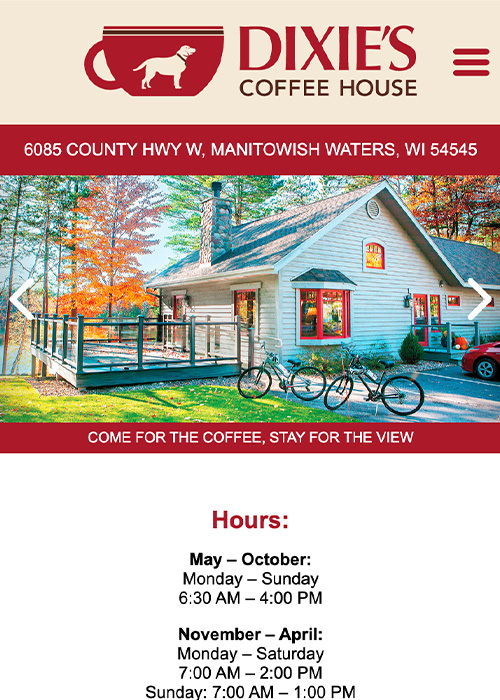 DIXIE'S
COFFEE HOUSE
6085 COUNTY HWY W, MANITOWISH WATERS, WI 54545
COME FOR THE COFFEE, STAY FOR THE VIEW
Hours:
May – October:
Monday – Sunday
6:30 AM – 4:00 PM
November – April:
Monday – Saturday
7:00 AM – 2:00 PM
Sunday: 7:00 AM – 1:00 PM